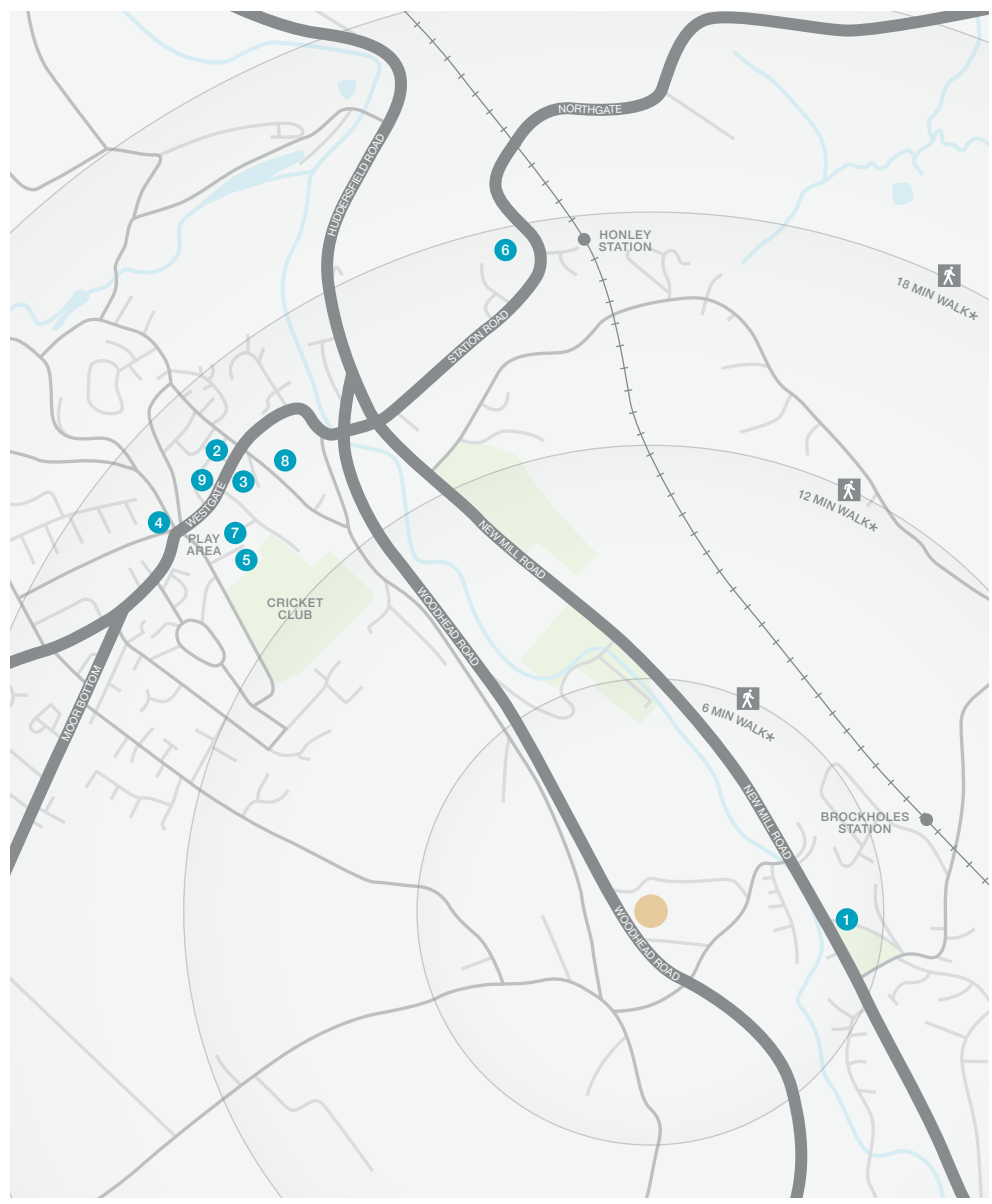 NORTHGATE
HUDDERSFIELD ROAD
HONLEY
STATION
6
18 MIN WALK*
STATION ROAD
2
8
9
3
WESTGATE
4
7
PLAY
AREA
5
12 MIN WALK*
NEW MILL ROAD
CRICKET
CLUB
WOODHEAD ROAD
MOOR BOTTOM
6 MIN WALK*
NEW MILL ROAD
BROCKHOLES
STATION
1
WOODHEAD ROAD